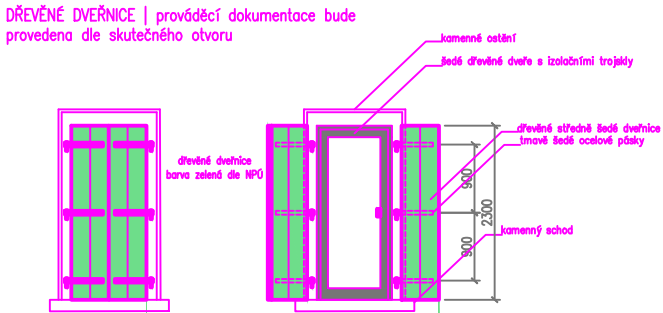 DŘEVĚNÉ DVEŘNICE | prováděcí dokumentace bude
provedena dle skutečného otvoru
kamenné ostění
šedé dřevěné dveře s izolačními trojskly
dřevěné středně šedé dveřnice
tmavě šedé ocelové pásky
dřevěné dveřnice
barva zelená dle NPÚ
900
2300
kamenný schod
900